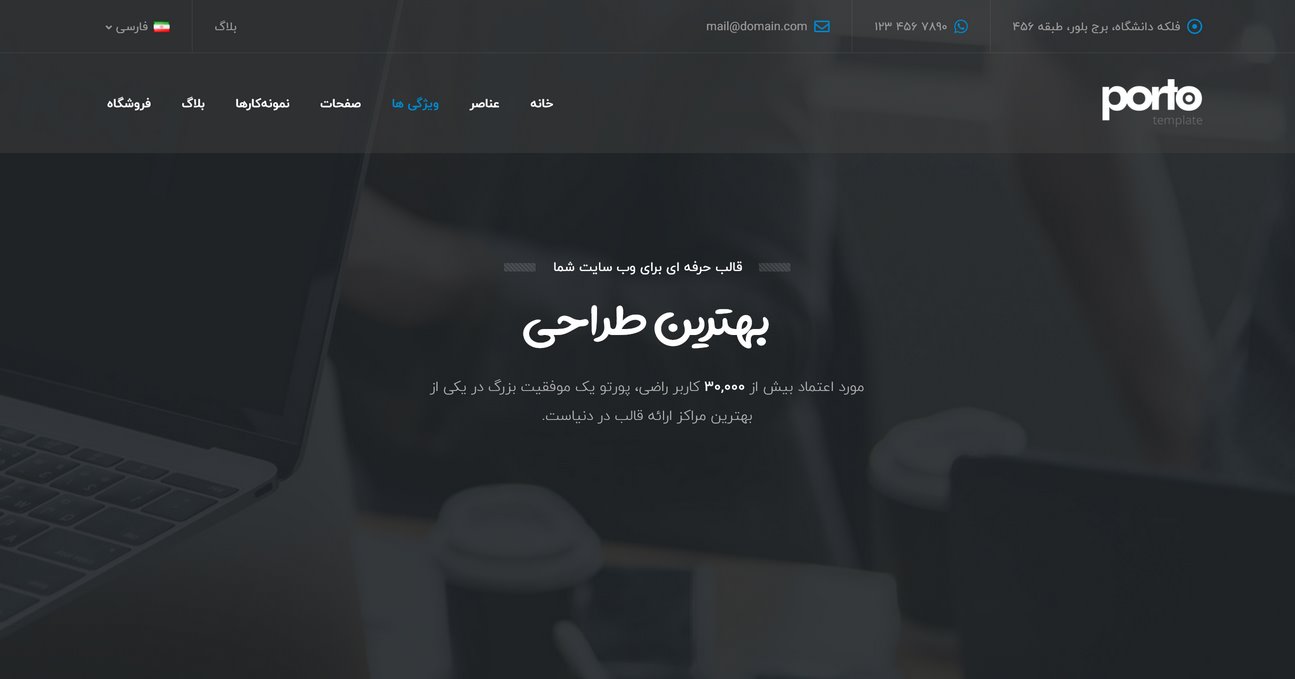 فلکه دانشگاه، برج بلور، طبقه ۴۵۶
۱۲۳ ۴۵۶ ۷۸۹۰
mail@domain.com
بلاگ
فارسی
porto
template
خانه
عناصر
ویژگی ها
صفحات
نمونه‌کارها
بلاگ
فروشگاه
قالب حرفه ای برای وب سایت شما
بهترین طراحی
مورد اعتماد بیش از ۳۰,۰۰۰ کاربر راضی، پورتو یک موفقیت بزرگ در یکی از
بهترین مراکز ارائه قالب در دنیاست.